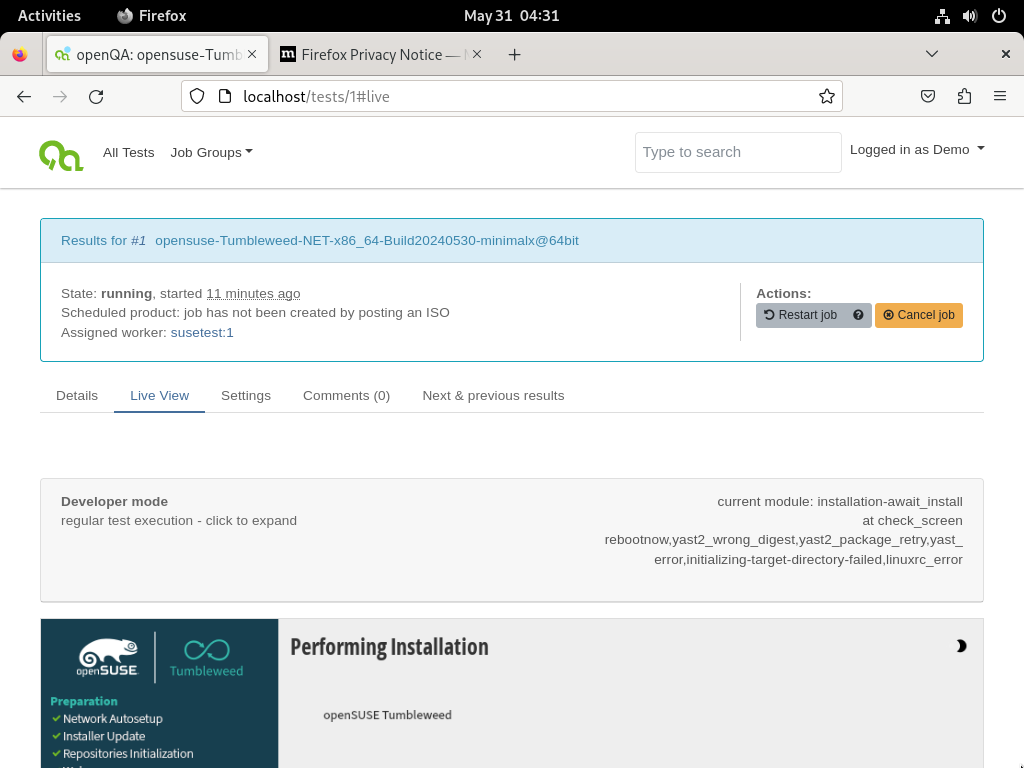 Activities Firefox May 31 04:31
openQA: opensuse-Tumb Firefox Privacy Notice —
localhost/tests/1#live
All Tests Job Groups Type to search Logged in as Demo
Results for #1 opensuse-Tumbleweed-NET-x86_64-Build20240530-minimalx@64bit
State: running, started 11 minutes ago
Scheduled product: job has not been created by posting an ISO
Assigned worker: susetest:1
Actions:
Restart job Cancel job
Details Live View Settings Comments (0) Next & previous results
Developer mode
regular test execution - click to expand
current module: installation-await_install
at check_screen
rebootnow,yast2_wrong_digest,yast2_package_retry,yast_
error,initializing-target-directory-failed,linuxrc_error
openSUSE Tumbleweed
Preparation
Network Autosetup
Installer Update
Repositories Initialization
Performing Installation
openSUSE Tumbleweed